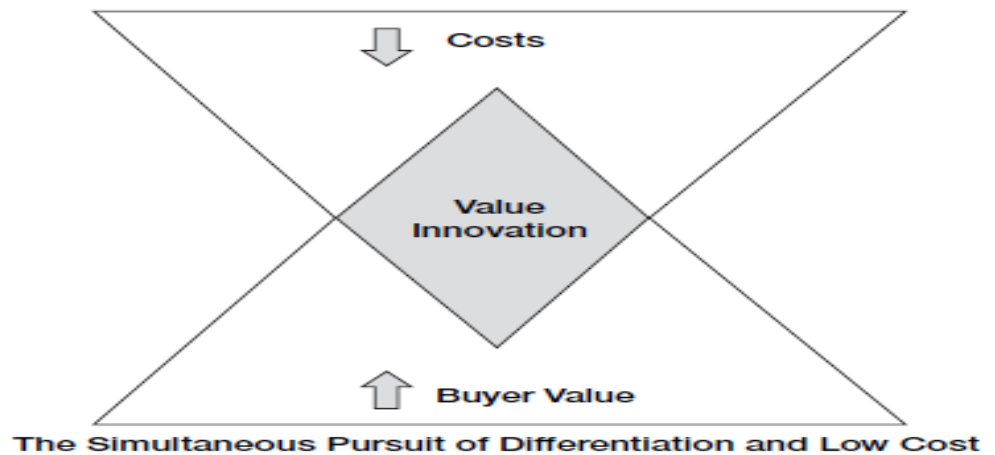 Costs
Value
Innovation
Buyer Value
The Simultaneous Pursuit of Differentiation and Low Cost